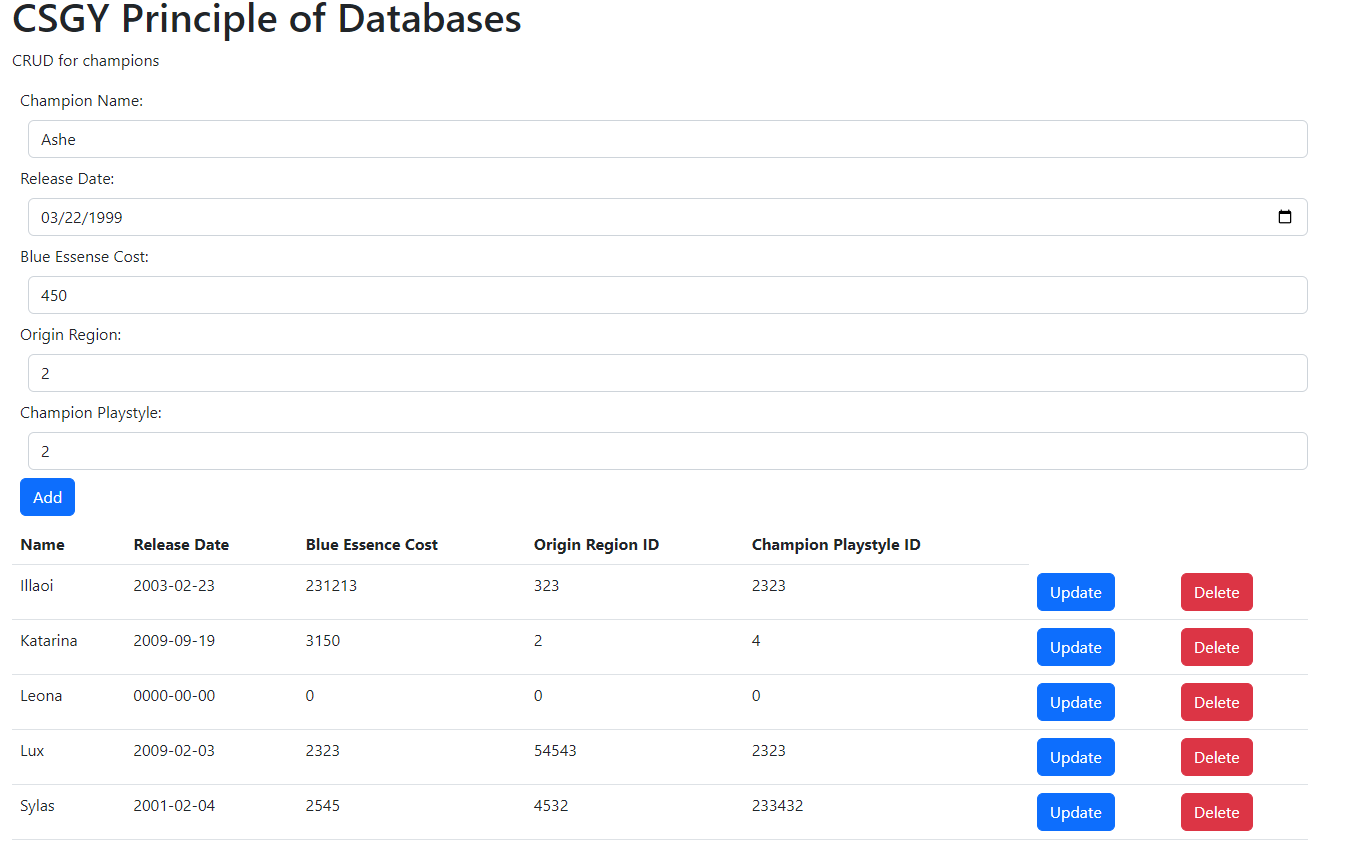 CSGY Principle of Databases
CRUD for champions
Champion Name:
Ashe
Release Date:
03/22/1999
Blue Essense Cost:
450
Origin Region:
2
Champion Playstyle:
2
Add
Name Release Date Blue Essence Cost Origin Region ID Champion Playstyle ID
Illaoi 2003-02-23 231213 323 2323 Update Delete
Katarina 2009-09-19 3150 2 4 Update Delete
Leona 0000-00-00 0 0 0 Update Delete
Lux 2009-02-03 2323 54543 2323 Update Delete
Sylas 2001-02-04 2545 4532 233432 Update Delete